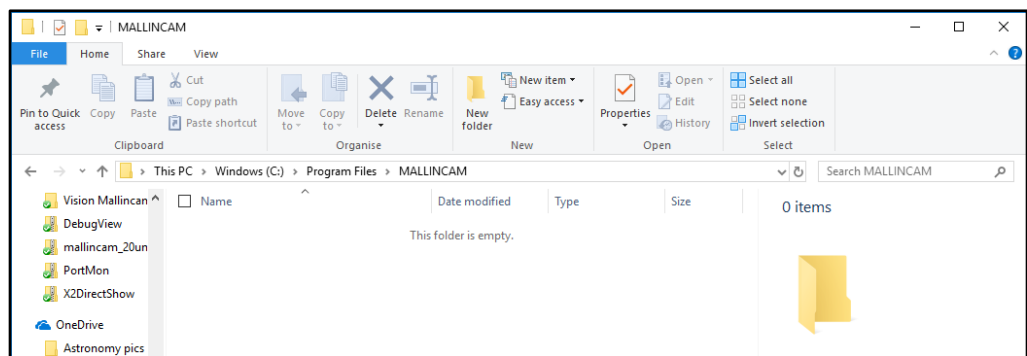 MALLINCAM
File Home Share View
Pin to Quick access
Copy
Paste
Cut
Copy path
Paste shortcut
Clipboard
Move to
Copy to
Delete
Rename
Organise
New folder
New item
Easy access
New
Properties
Open
Edit
History
Open
Select all
Select none
Invert selection
Select
This PC > Windows (C:) > Program Files > MALLINCAM
Search MALLINCAM
Vision Mallincan
DebugView
mallincam_20un
PortMon
X2DirectShow
OneDrive
Astronomy pics
Name Date modified Type Size
This folder is empty.
0 items